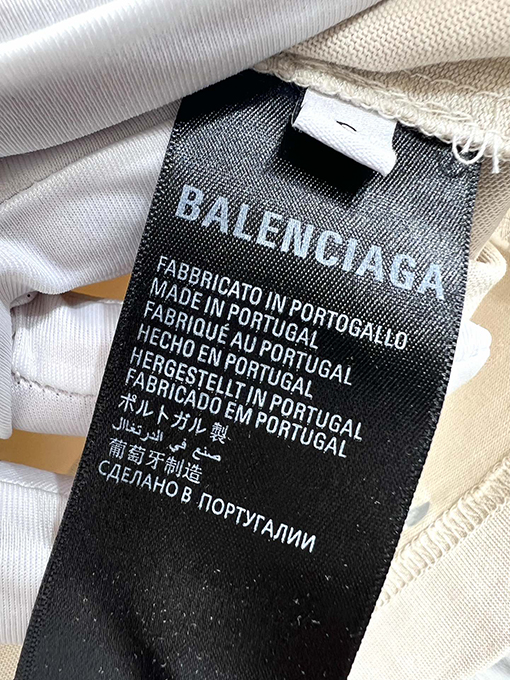 BALENCIAGA
FABBRICATO IN PORTOGALLO
MADE IN PORTUGAL
FABRIQUÉ AU PORTUGAL
HECHO EN PORTUGAL
HERGESTELLT IN PORTUGAL
FABRICADO EM PORTUGAL
ポルトガル 製
صنع في البرتغال
葡萄牙制造
СДЕЛАНО В ПОРТУГАЛИИ